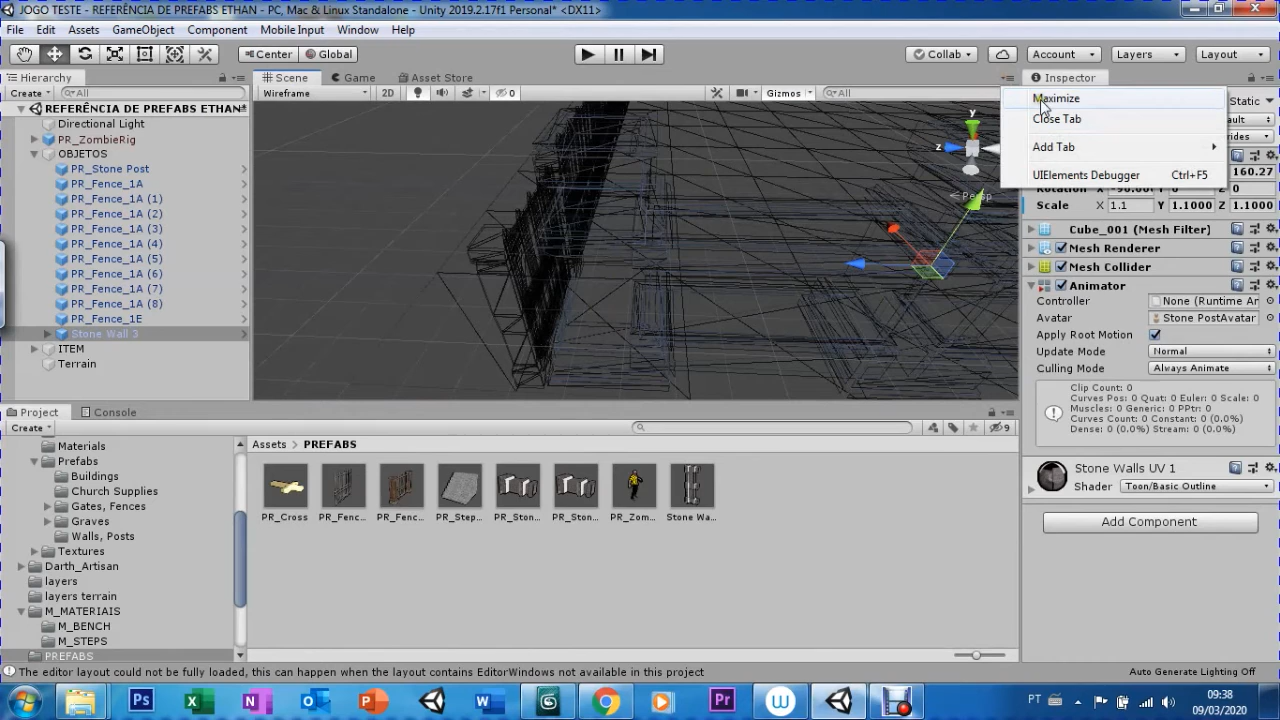 JOGO TESTE - REFERÊNCIA DE PREFABS ETHAN - PC, Mac & Linux Standalone - Unity 2019.2.17f1 Personal* <DX11>
File Edit Assets GameObject Component Mobile Input Window Help
Center Global Collab Account Layers Layout
Hierarchy Scene Game Asset Store Inspector
Create All Wireframe 2D 0 Gizmos All Maximize Static
REFERÊNCIA DE PREFABS ETHAN*
Close Tab
Directional Light
PR_ZombieRig
y
z
Add Tab
OBJETOS
PR_Stone Post
UIElements Debugger Ctrl+F5 160.27
PR_Fence_1A Persp
Rotation X -90.00 Z 0
PR_Fence_1A (1) Scale X 1.1 Y 1.1000 Z 1.1000
PR_Fence_1A (2)
Cube_001 (Mesh Filter)
PR_Fence_1A (3)
PR_Fence_1A (4) Mesh Renderer
PR_Fence_1A (5) Mesh Collider
PR_Fence_1A (6)
PR_Fence_1A (7) Animator
PR_Fence_1A (8) Controller None (Runtime Ar
PR_Fence_1E Avatar Stone PostAvatar
Stone Wall 3 Apply Root Motion
ITEM Update Mode Normal
Terrain Culling Mode Always Animate
Clip Count: 0
Curves Pos: 0 Quat: 0 Euler: 0 Scale: 0
Muscles: 0 Generic: 0 PPtr: 0
Curves Count: 0 Constant: 0 (0.0%)
Dense: 0 (0.0%) Stream: 0 (0.0%)
Project Console
Create 9
Materials Assets PREFABS
Prefabs
Buildings
Church Supplies
Gates, Fences
Graves
Walls, Posts
Textures
Darth_Artisan
layers
layers terrain
M_MATERIAIS
M_BENCH
M_STEPS
PREFABS
PR_Cross PR_Fenc... PR_Fenc... PR_Step... PR_Ston... PR_Ston... PR_Zom... Stone Wa...
Stone Walls UV 1
Shader Toon/Basic Outline
Add Component
The editor layout could not be fully loaded, this can happen when the layout contains EditorWindows not available in this project Auto Generate Lighting Off
PT 09:38
09/03/2020